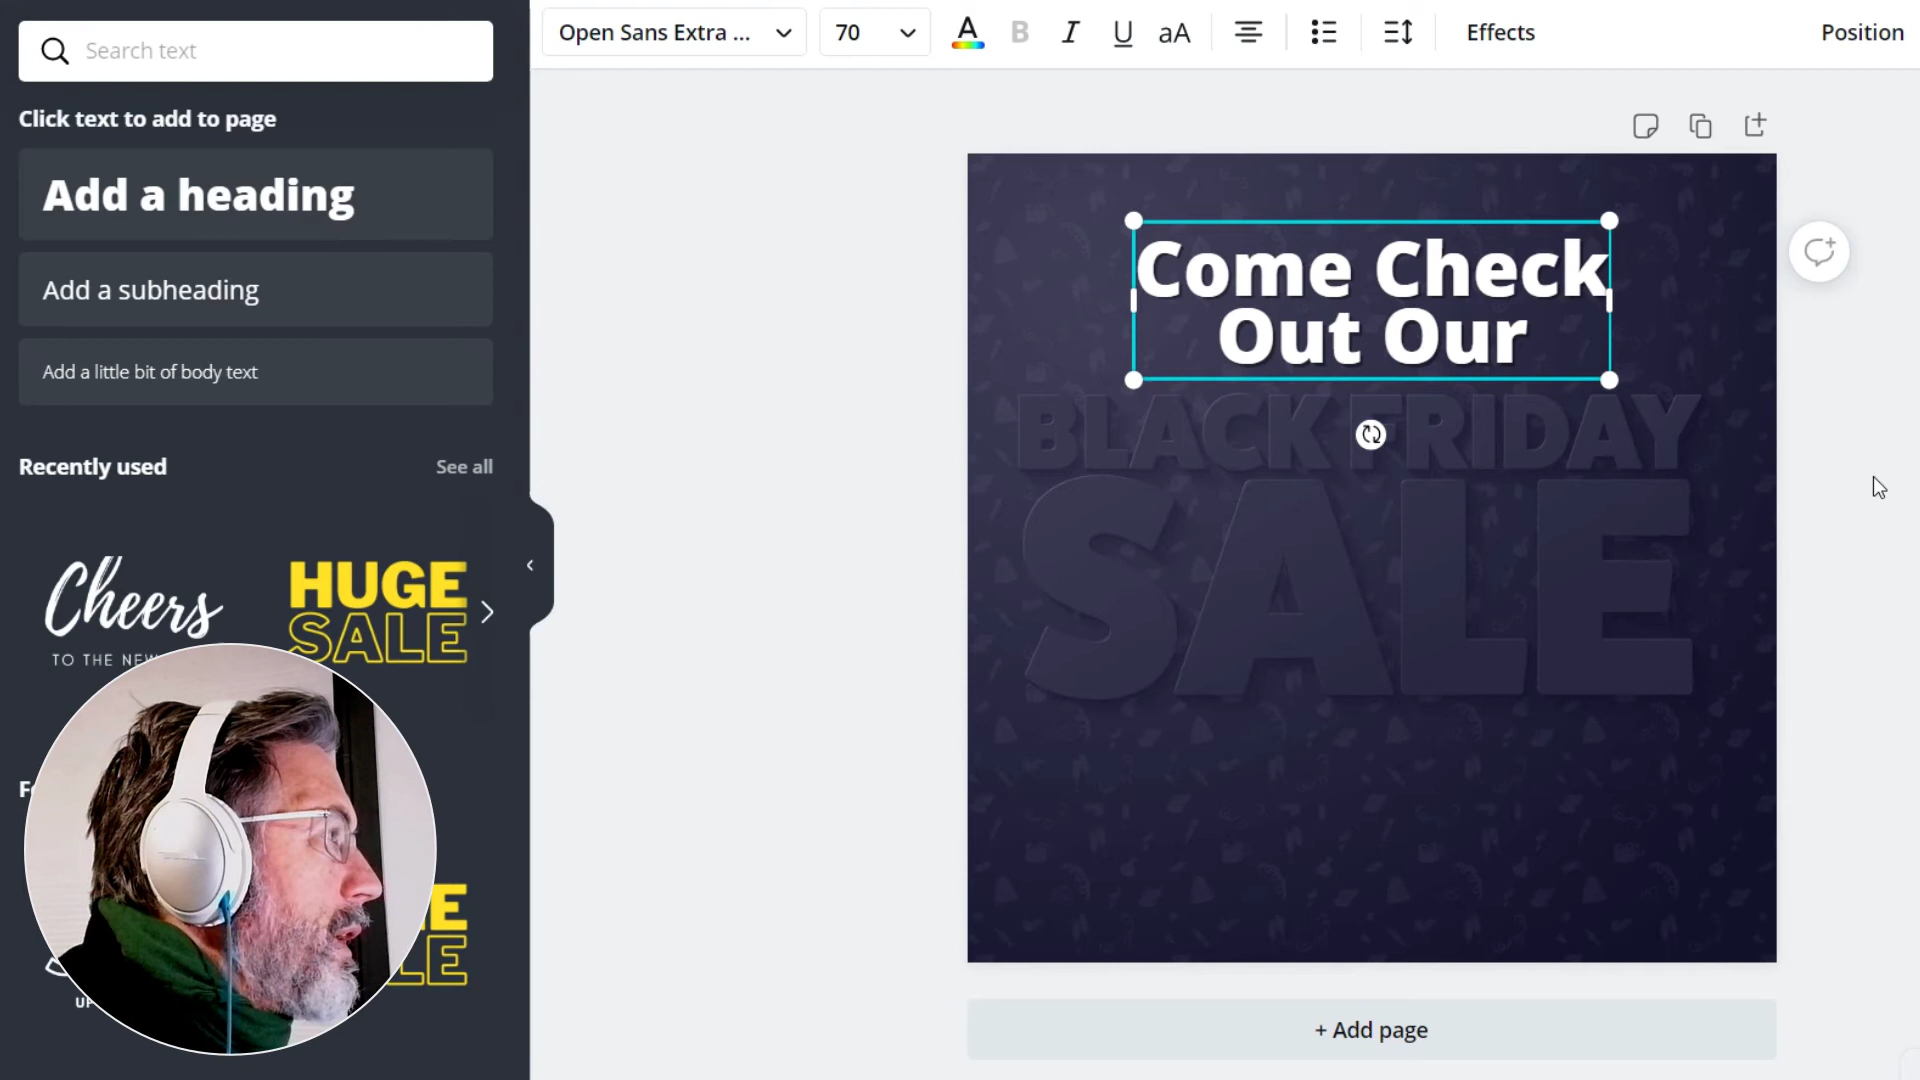 Search text
Open Sans Extra ...
70
A
B
I
U
aA
Effects
Position
Click text to add to page
Add a heading
Add a subheading
Add a little bit of body text
Recently used
See all
Cheers
TO THE NEW
HUGE
SALE
Come Check
Out Our
BLACK FRIDAY
SALE
+ Add page